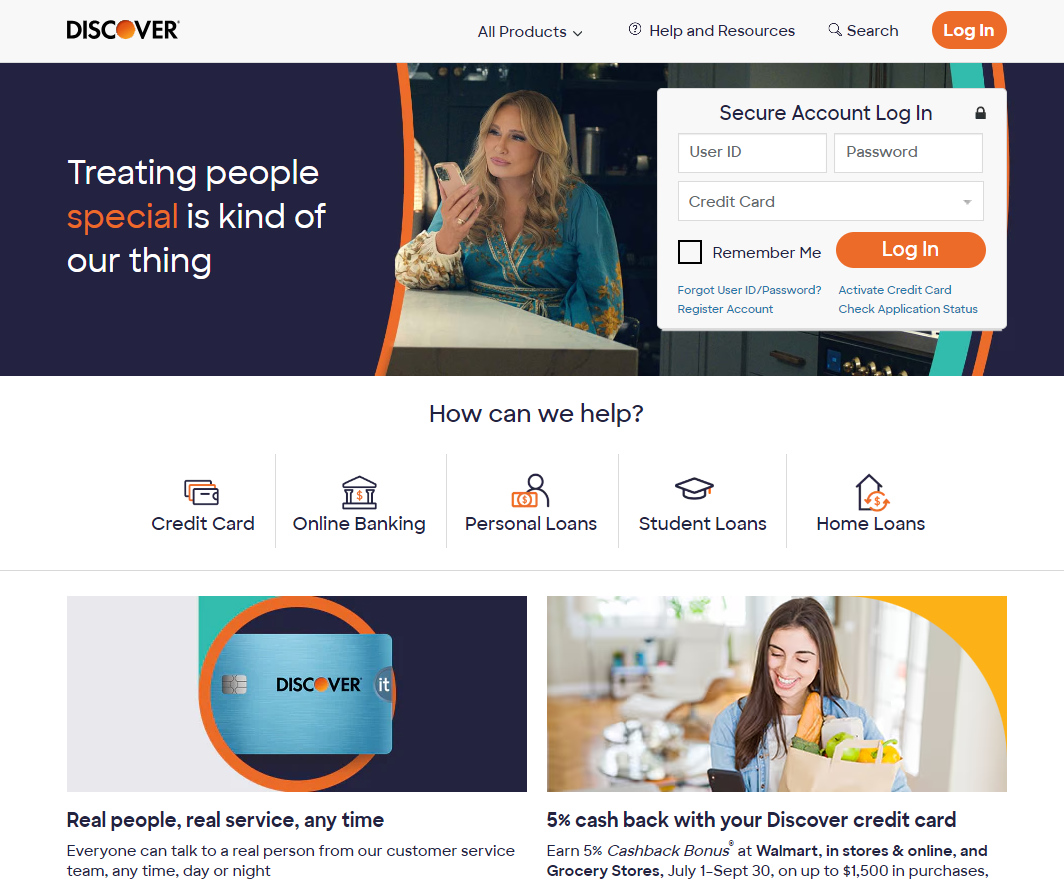 DISCOVER®
All Products
Help and Resources
Search
Log In
Treating people
special is kind of
our thing
Secure Account Log In
User ID
Password
Credit Card
Remember Me
Log In
Forgot User ID/Password?
Activate Credit Card
Register Account
Check Application Status
How can we help?
Credit Card
Online Banking
Personal Loans
Student Loans
Home Loans
DISCOVER
it
Real people, real service, any time
Everyone can talk to a real person from our customer service
team, any time, day or night
5% cash back with your Discover credit card
Earn 5% Cashback Bonus® at Walmart, in stores & online, and
Grocery Stores, July 1–Sept 30, on up to $1,500 in purchases,